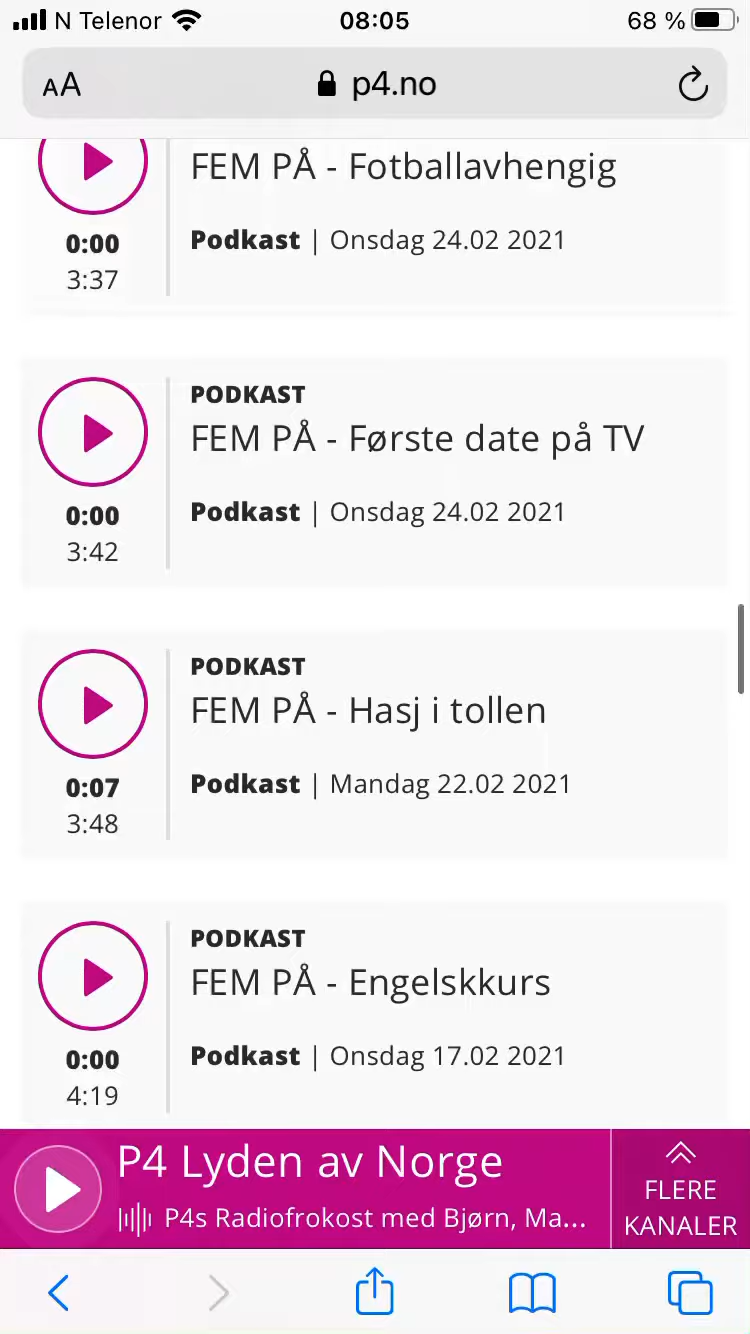 N Telenor 08:05 68 %
AA p4.no
FEM PÅ - Fotballavhengig
Podkast | Onsdag 24.02 2021
0:00
3:37
PODKAST
FEM PÅ - Første date på TV
Podkast | Onsdag 24.02 2021
0:00
3:42
PODKAST
FEM PÅ - Hasj i tollen
Podkast | Mandag 22.02 2021
0:07
3:48
PODKAST
FEM PÅ - Engelskkurs
Podkast | Onsdag 17.02 2021
0:00
4:19
P4 Lyden av Norge
P4s Radiofrokost med Bjørn, Ma...
FLERE
KANALER